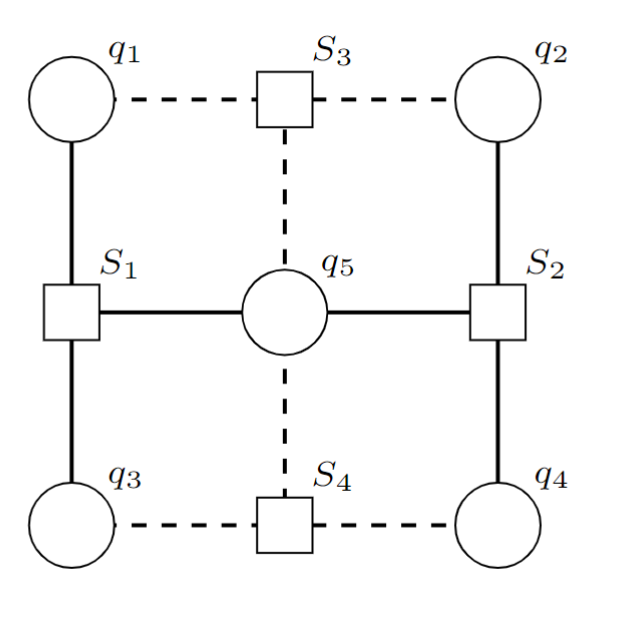 q₁
S₃
q₂
S₁
q₅
S₂
q₃
S₄
q₄